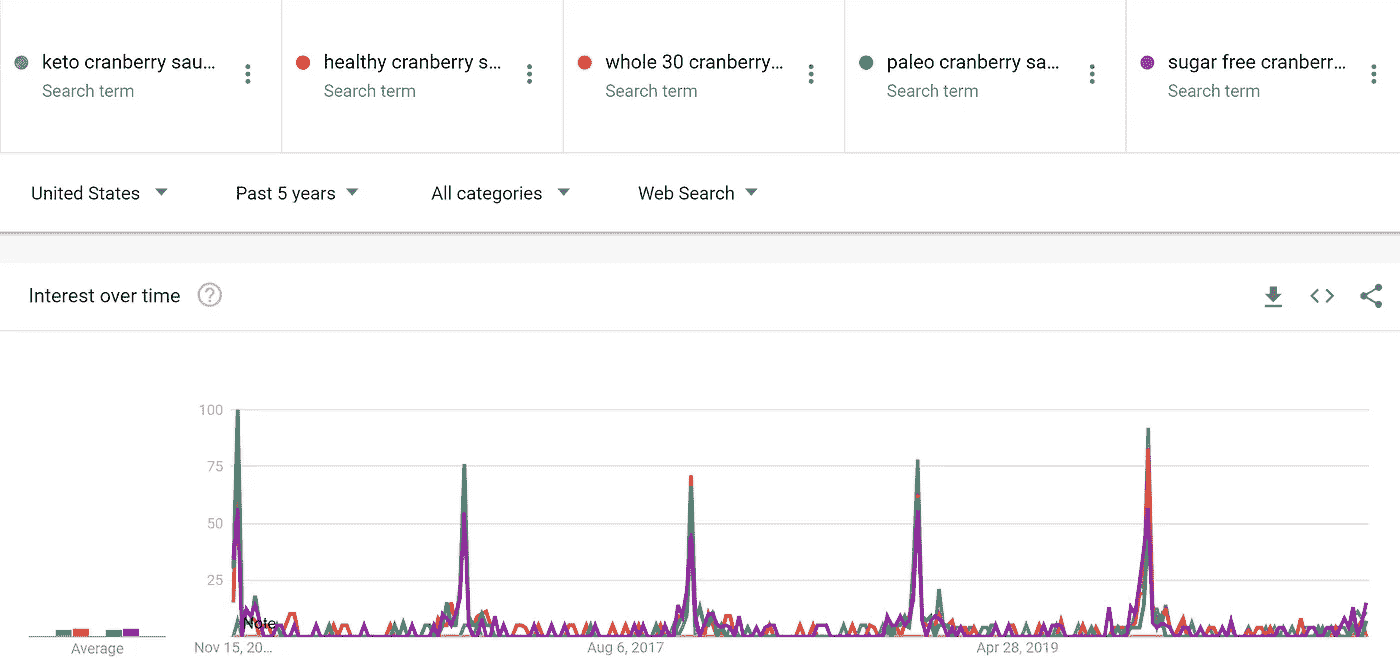 keto cranberry sau...
Search term
healthy cranberry s...
Search term
whole 30 cranberry...
Search term
paleo cranberry sa...
Search term
sugar free cranberr...
Search term
United States
Past 5 years
All categories
Web Search
Interest over time
?
100
75
50
25
Note
Average
Nov 15, 20...
Aug 6, 2017
Apr 28, 2019